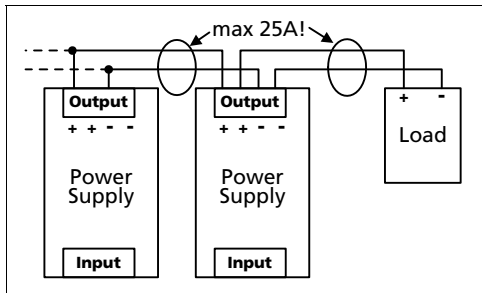 max 25A!
Output
+ + - -
Power
Supply
Input
Output
+ + - -
Power
Supply
Input
+ -
Load